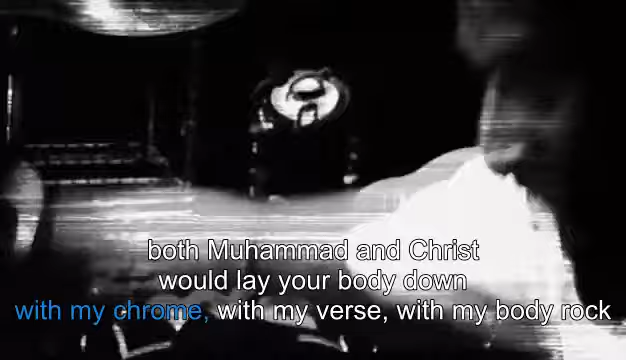 both Muhammad and Christ
would lay your body down
with my chrome, with my verse, with my body rock